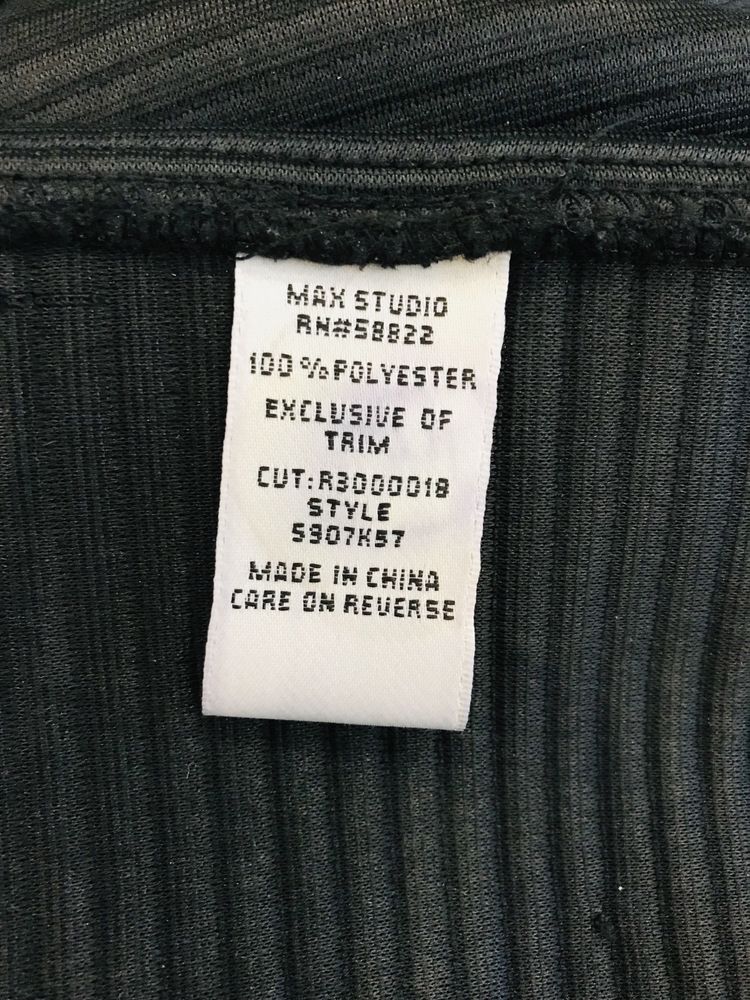 MAX STUDIO
RN#58822
100%POLYESTER
EXCLUSIVE OF
TRIM
CUT:R3000018
STYLE
5907K57
MADE IN CHINA
CARE ON REVERSE